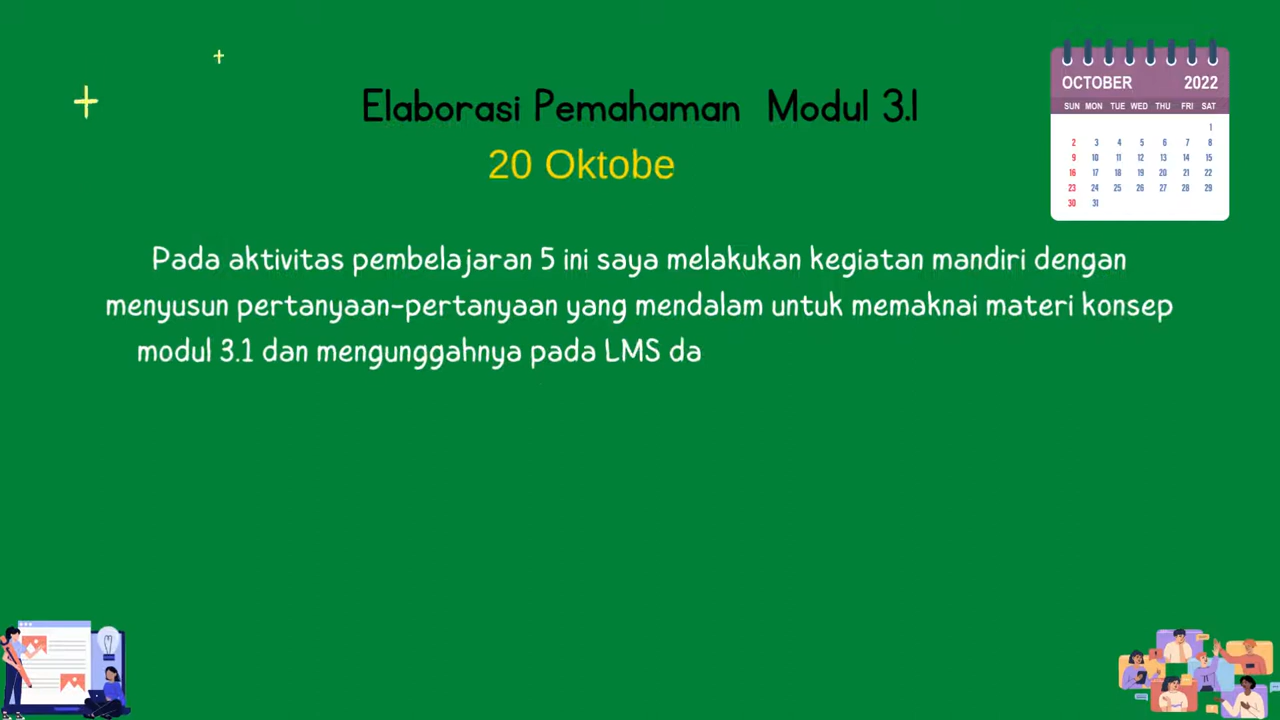 Elaborasi Pemahaman Modul 3.1
20 Oktobe
OCTOBER 2022
SUN MON TUE WED THU FRI SAT
1
2 3 4 5 6 7 8
9 10 11 12 13 14 15
16 17 18 19 20 21 22
23 24 25 26 27 28 29
30 31
Pada aktivitas pembelajaran 5 ini saya melakukan kegiatan mandiri dengan
menyusun pertanyaan-pertanyaan yang mendalam untuk memaknai materi konsep
modul 3.1 dan mengunggahnya pada LMS da